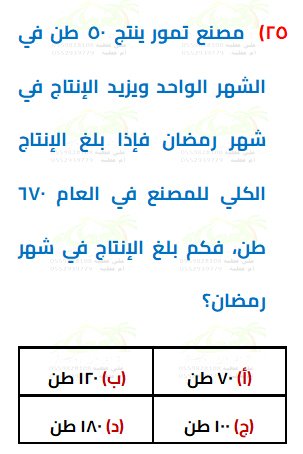 ٢٥) مصنع تمور ينتج ٥٠ طن في
الشهر الواحد ويزيد الإنتاج في
شهر رمضان فإذا بلغ الإنتاج
الكلي للمصنع في العام ٦٧٠
طن، فكم بلغ الإنتاج في شهر
رمضان؟
(أ) ٧٠ طن (ب) ١٢٠ طن
(ج) ١٠٠ طن (د) ١٨٠ طن